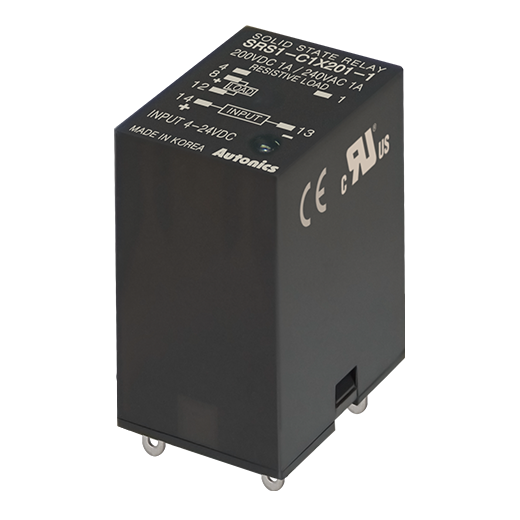 SOLID STATE RELAY
SRS1-C1X201-1
200VDC 1A / 240VAC 1A
RESISTIVE LOAD
4
8
+
LOAD
12
1
14
+
INPUT
13
INPUT 4-24VDC
MADE IN KOREA
Autonics
CE
c RU US